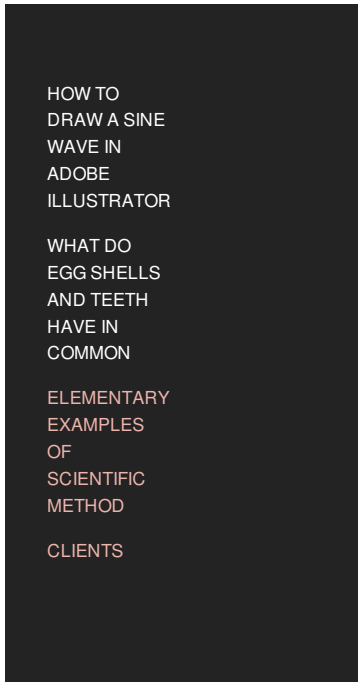 HOW TO
DRAW A SINE
WAVE IN
ADOBE
ILLUSTRATOR
WHAT DO
EGG SHELLS
AND TEETH
HAVE IN
COMMON
ELEMENTARY
EXAMPLES
OF
SCIENTIFIC
METHOD
CLIENTS